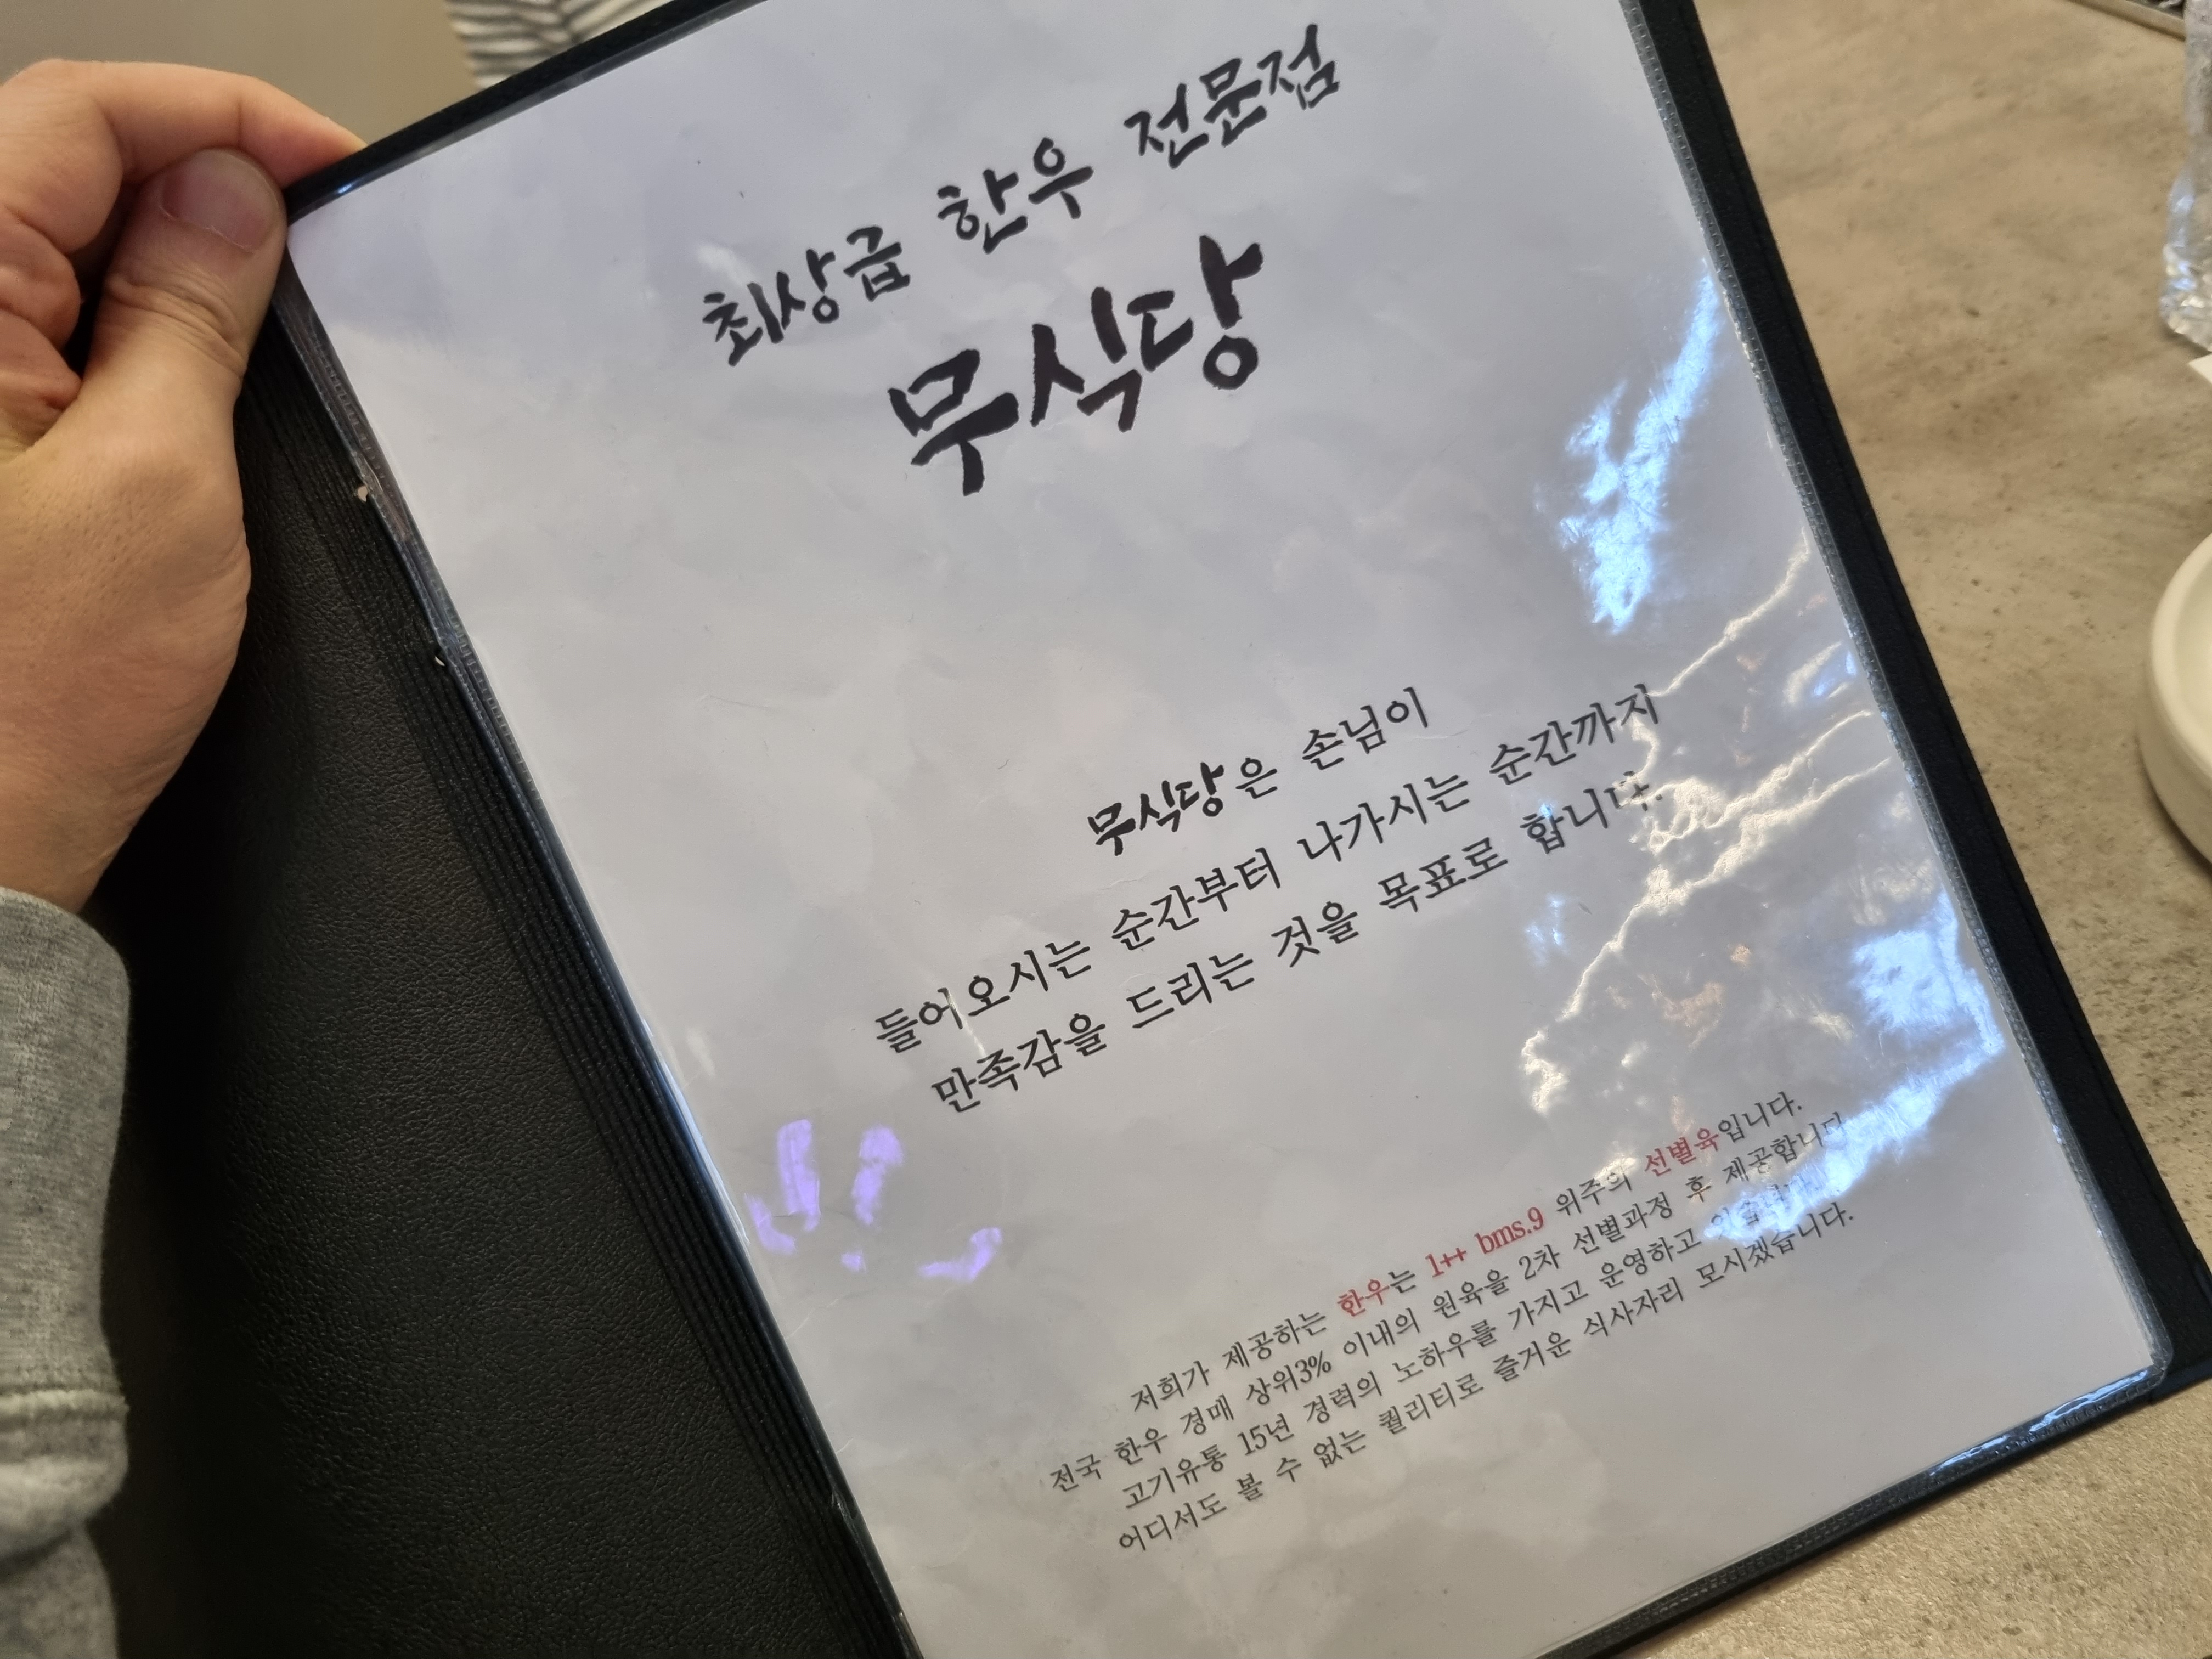 최상급 한우 전문점
무식당
무식당은 손님이
들어오시는 순간부터 나가시는 순간까지
만족감을 드리는 것을 목표로 합니다.
저희가 제공하는 한우는 1++ bms.9 위주의 선별육입니다.
전국 한우 경매 상위3% 이내의 원육을 2차 선별과정 후 제공합니다
고기유통 15년 경력의 노하우를 가지고 운영하고
어디서도 볼 수 없는 퀄리티로 즐거운 식사자리 모시겠습니다.